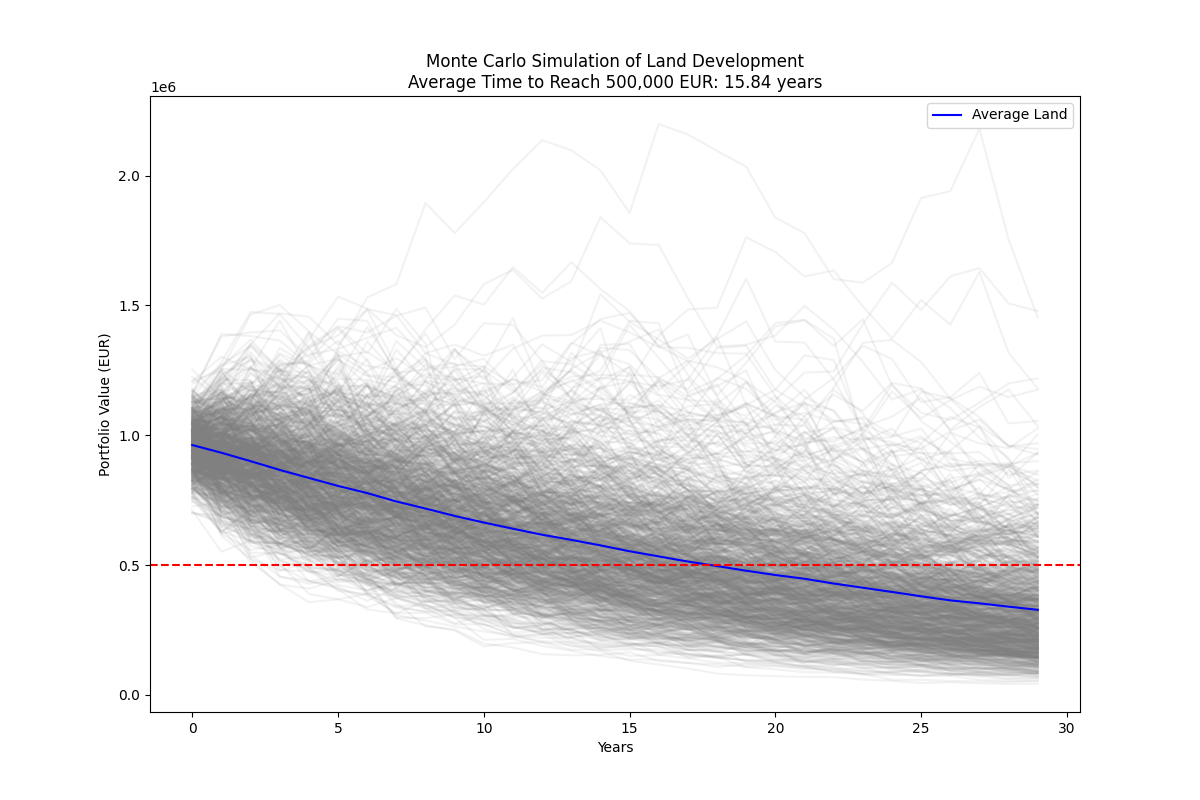 Monte Carlo Simulation of Land Development
Average Time to Reach 500,000 EUR: 15.84 years
1e6
Average Land
2.0
1.5
1.0
0.5
0.0
Portfolio Value (EUR)
0 5 10 15 20 25 30
Years